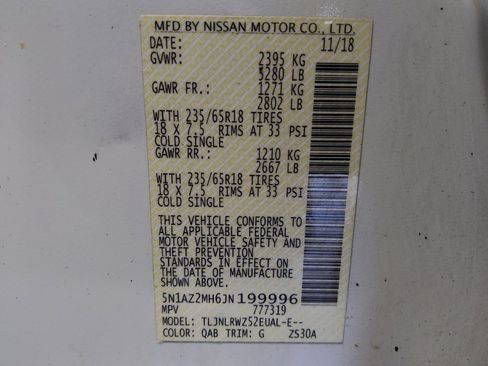 MFD BY NISSAN MOTOR CO., LTD.
DATE: 11/18
GVWR: 2395 KG
5280 LB
GAWR FR.: 1271 KG
2802 LB
WITH 235/65R18 TIRES
18 X 7.5 RIMS AT 33 PSI
COLD SINGLE
GAWR RR.: 1210 KG
2667 LB
WITH 235/65R18 TIRES
18 X 7.5 RIMS AT 33 PSI
COLD SINGLE
THIS VEHICLE CONFORMS TO
ALL APPLICABLE FEDERAL
MOTOR VEHICLE SAFETY AND
THEFT PREVENTION
STANDARDS IN EFFECT ON
THE DATE OF MANUFACTURE
SHOWN ABOVE.
5N1AZ2MH6JN199996
MPV 777319
MODEL: TLJNLRWZ52EUAL-E--
COLOR: QAB TRIM: G ZS30A